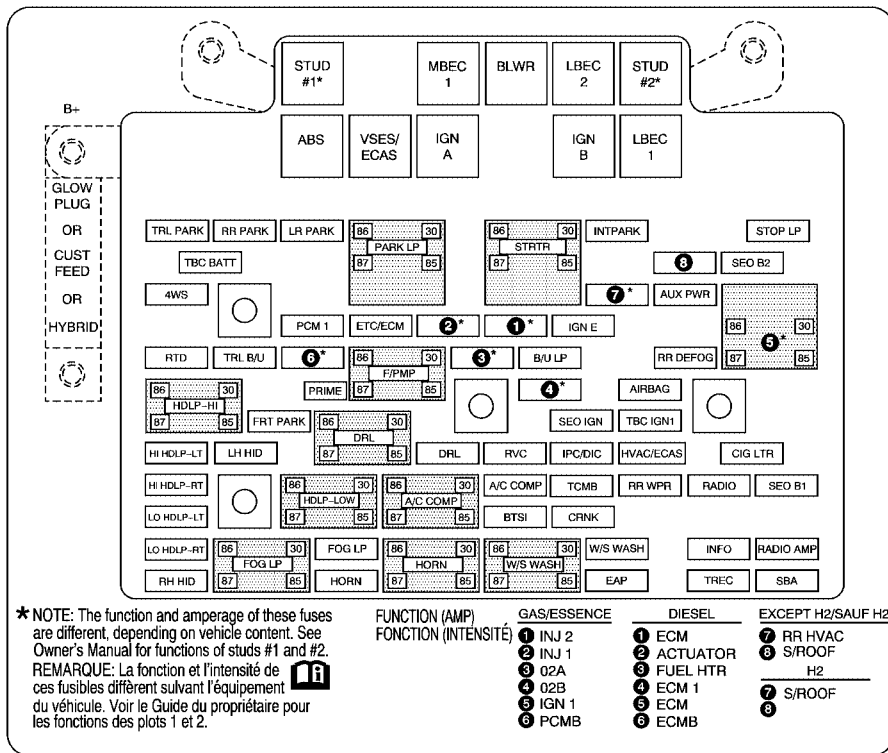 STUD #1*
MBEC 1
BLWR
LBEC 2
STUD #2*
B+
ABS
VSES/ ECAS
IGN A
IGN B
LBEC 1
GLOW PLUG
OR
CUST FEED
OR
HYBRID
TRL PARK
RR PARK
LR PARK
86 30
PARK LP
87 85
86 30
STRTR
87 85
INTPARK
STOP LP
TBC BATT
8
SEO B2
4WS
7*
AUX PWR
86 30
5*
87 85
PCM 1
ETC/ECM
2*
1*
IGN E
RTD
TRL B/U
6*
86 30
F/PMP
87 85
3*
B/U LP
RR DEFOG
PRIME
4*
AIRBAG
86 30
HDLP-HI
87 85
FRT PARK
86 30
DRL
87 85
SEO IGN
TBC IGN1
HI HDLP-LT
LH HID
DRL
RVC
IPC/DIC
HVAC/ECAS
CIG LTR
HI HDLP-RT
86 30
HDLP-LOW
87 85
86 30
A/C COMP
87 85
A/C COMP
TCMB
RR WPR
RADIO
SEO B1
LO HDLP-LT
BTSI
CRNK
LO HDLP-RT
86 30
FOG LP
87 85
FOG LP
86 30
HORN
87 85
86 30
W/S WASH
87 85
W/S WASH
INFO
RADIO AMP
RH HID
HORN
EAP
TREC
SBA
* NOTE: The function and amperage of these fuses
are different, depending on vehicle content. See
Owner's Manual for functions of studs #1 and #2.
REMARQUE: La fonction et l'intensité de
ces fusibles diffèrent sulvant l'équipement
du véhicule. Voir le Guide du propriétaire pour
les fonctions des plots 1 et 2.
FUNCTION (AMP)
FONCTION (INTENSITÉ)
GAS/ESSENCE
1 INJ 2
2 INJ 1
3 02A
4 02B
5 IGN 1
6 PCMB
DIESEL
1 ECM
2 ACTUATOR
3 FUEL HTR
4 ECM 1
5 ECM
6 ECMB
EXCEPT H2/SAUF H2
7 RR HVAC
8 S/ROOF
H2
7 S/ROOF
8